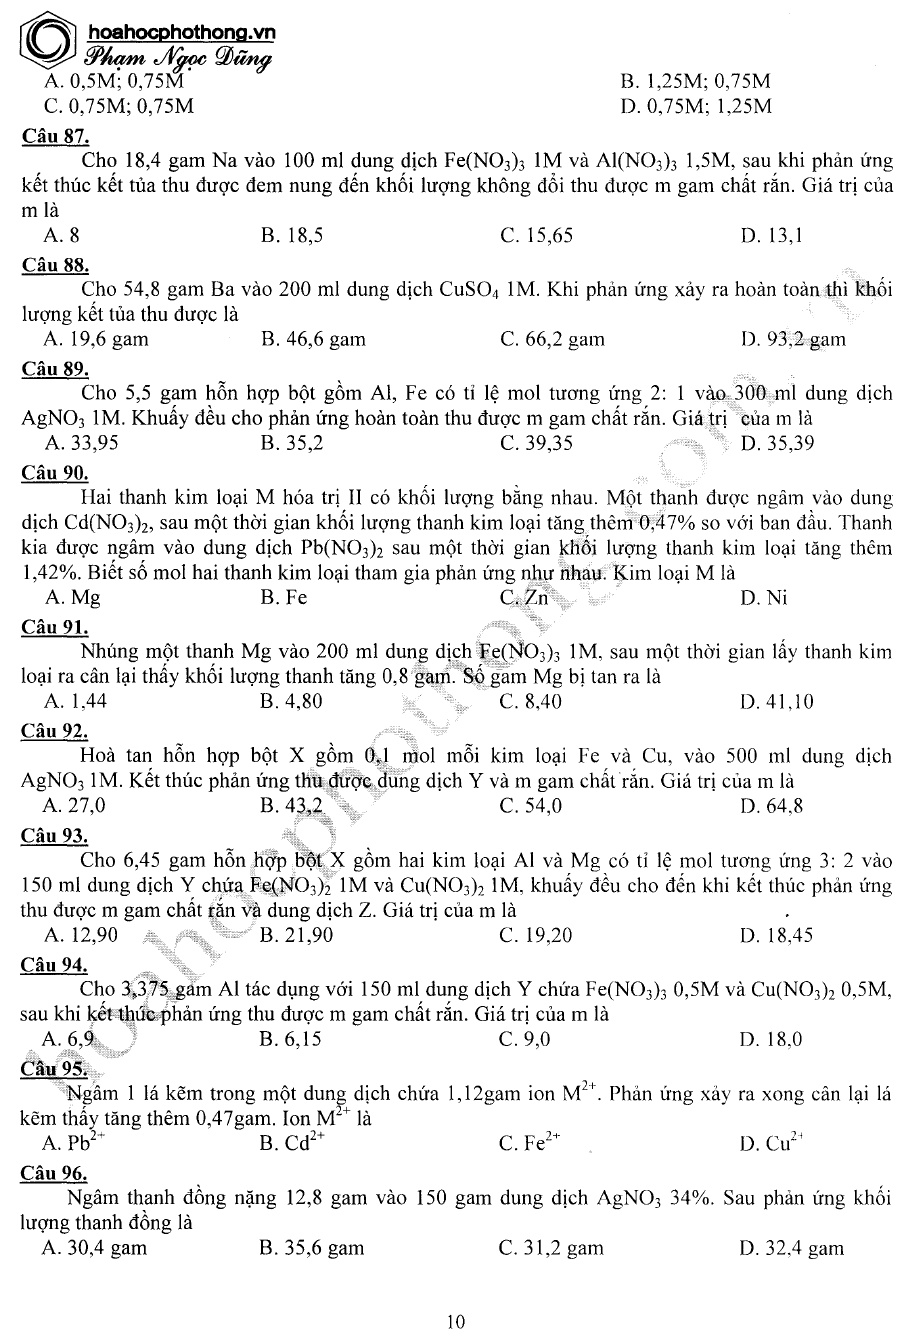 hoahocphothong.vn
Phạm Ngọc Dũng
A. 0,5M; 0,75M B. 1,25M; 0,75M
C. 0,75M; 0,75M D. 0,75M; 1,25M
Câu 87.
Cho 18,4 gam Na vào 100 ml dung dịch Fe(NO3)3 1M và Al(NO3)3 1,5M, sau khi phản ứng
kết thúc kết tủa thu được đem nung đến khối lượng không đổi thu được m gam chất rắn. Giá trị của
m là
A. 8 B. 18,5 C. 15,65 D. 13,1
Câu 88.
Cho 54,8 gam Ba vào 200 ml dung dịch CuSO4 1M. Khi phản ứng xảy ra hoàn toàn thì khối
lượng kết tủa thu được là
A. 19,6 gam B. 46,6 gam C. 66,2 gam D. 93,2 gam
Câu 89.
Cho 5,5 gam hỗn hợp bột gồm Al, Fe có tỉ lệ mol tương ứng 2: 1 vào 300 ml dung dịch
AgNO3 1M. Khuấy đều cho phản ứng hoàn toàn thu được m gam chất rắn. Giá trị của m là
A. 33,95 B. 35,2 C. 39,35 D. 35,39
Câu 90.
Hai thanh kim loại M hóa trị II có khối lượng bằng nhau. Một thanh được ngâm vào dung
dịch Cd(NO3)2, sau một thời gian khối lượng thanh kim loại tăng thêm 0,47% so với ban đầu. Thanh
kia được ngâm vào dung dịch Pb(NO3)2 sau một thời gian khối lượng thanh kim loại tăng thêm
1,42%. Biết số mol hai thanh kim loại tham gia phản ứng như nhau. Kim loại M là
A. Mg B. Fe C. Zn D. Ni
Câu 91.
Nhúng một thanh Mg vào 200 ml dung dịch Fe(NO3)3 1M, sau một thời gian lấy thanh kim
loại ra cân lại thấy khối lượng thanh tăng 0,8 gam. Số gam Mg bị tan ra là
A. 1,44 B. 4,80 C. 8,40 D. 41,10
Câu 92.
Hoà tan hỗn hợp bột X gồm 0,1 mol mỗi kim loại Fe và Cu, vào 500 ml dung dịch
AgNO3 1M. Kết thúc phản ứng thu được dung dịch Y và m gam chất rắn. Giá trị của m là
A. 27,0 B. 43,2 C. 54,0 D. 64,8
Câu 93.
Cho 6,45 gam hỗn hợp bột X gồm hai kim loại Al và Mg có tỉ lệ mol tương ứng 3: 2 vào
150 ml dung dịch Y chứa Fe(NO3)2 1M và Cu(NO3)2 1M, khuấy đều cho đến khi kết thúc phản ứng
thu được m gam chất rắn và dung dịch Z. Giá trị của m là
A. 12,90 B. 21,90 C. 19,20 D. 18,45
Câu 94.
Cho 3,375 gam Al tác dụng với 150 ml dung dịch Y chứa Fe(NO3)3 0,5M và Cu(NO3)2 0,5M,
sau khi kết thúc phản ứng thu được m gam chất rắn. Giá trị của m là
A. 6,9 B. 6,15 C. 9,0 D. 18,0
Câu 95.
Ngâm 1 lá kẽm trong một dung dịch chứa 1,12gam ion M2+. Phản ứng xảy ra xong cân lại lá
kẽm thấy tăng thêm 0,47gam. Ion M2+ là
A. Pb2+ B. Cd2+ C. Fe2+ D. Cu2+
Câu 96.
Ngâm thanh đồng nặng 12,8 gam vào 150 gam dung dịch AgNO3 34%. Sau phản ứng khối
lượng thanh đồng là
A. 30,4 gam B. 35,6 gam C. 31,2 gam D. 32,4 gam
10
hoahocphothong.com.vn